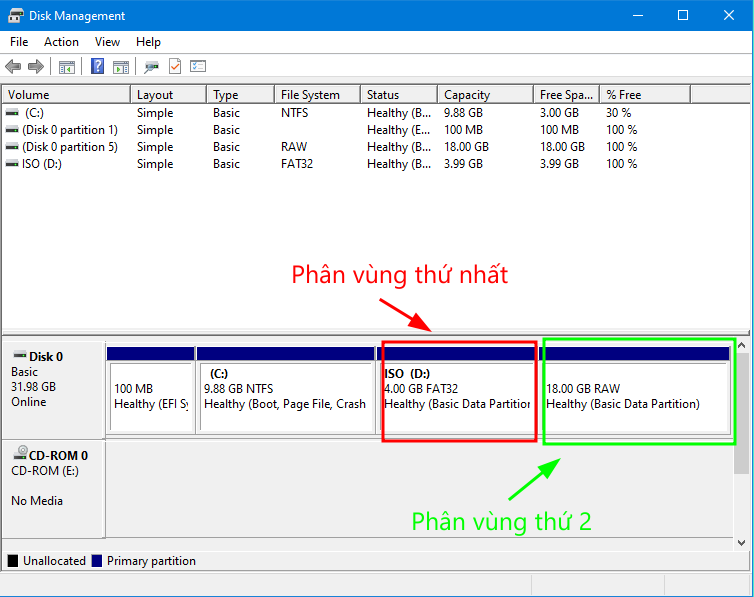 Disk Management
File Action View Help
Volume Layout Type File System Status Capacity Free Spa... % Free
(C:) Simple Basic NTFS Healthy (B... 9.88 GB 3.00 GB 30 %
(Disk 0 partition 1) Simple Basic Healthy (E... 100 MB 100 MB 100 %
(Disk 0 partition 5) Simple Basic RAW Healthy (B... 18.00 GB 18.00 GB 100 %
ISO (D:) Simple Basic FAT32 Healthy (B... 3.99 GB 3.99 GB 100 %
Phân vùng thứ nhất
Disk 0
Basic
31.98 GB
Online
100 MB
Healthy (EFI Sy
(C:)
9.88 GB NTFS
Healthy (Boot, Page File, Crash
ISO (D:)
4.00 GB FAT32
Healthy (Basic Data Partition
18.00 GB RAW
Healthy (Basic Data Partition)
CD-ROM 0
CD-ROM (E:)
No Media
Phân vùng thứ 2
Unallocated Primary partition